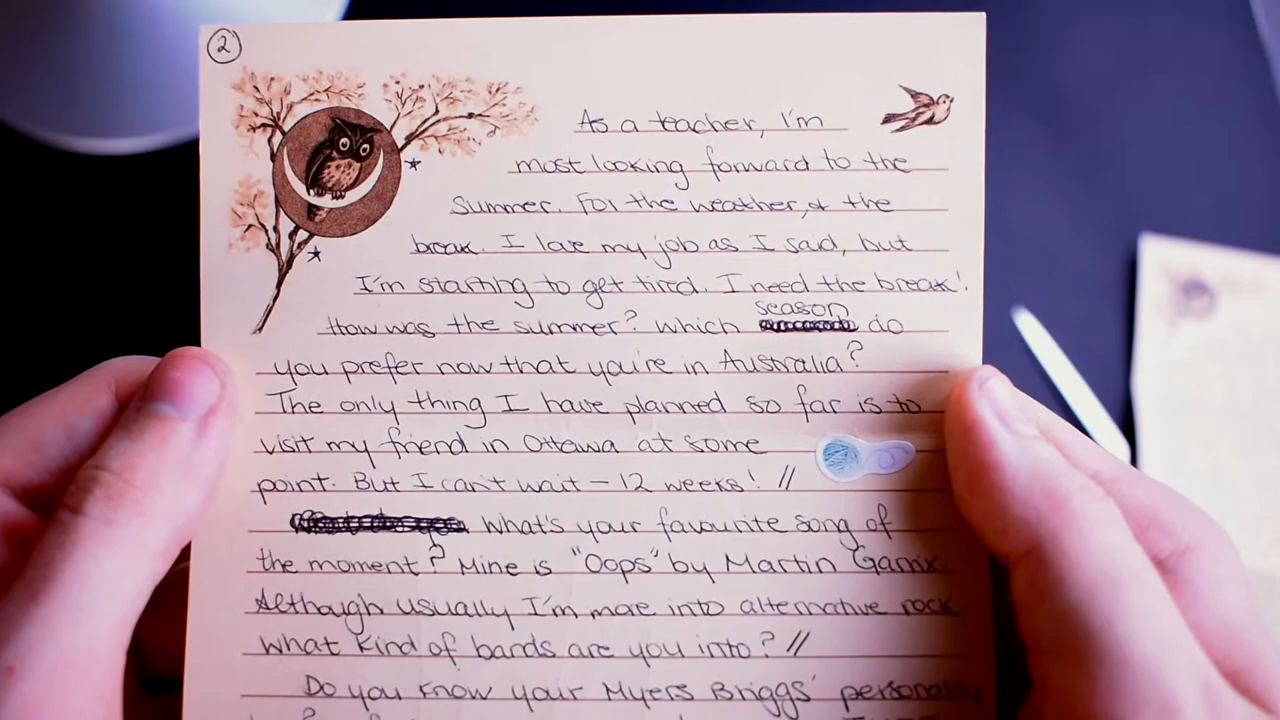 2
As a teacher, I'm
most looking forward to the
Summer. For the weather, & the
break. I love my job as I said, but
I'm starting to get tired. I need the break!
season
How was the summer? Which do
you prefer now that you're in Australia?
The only thing I have planned so far is to
visit my friend in Ottawa at some
point. But I can't wait – 12 weeks! //
What's your favourite song of
the moment? Mine is "Oops" by Martin Garrix.
Although usually I'm more into alternative rock.
What kind of bands are you into? //
Do you know your Myers Briggs' personality